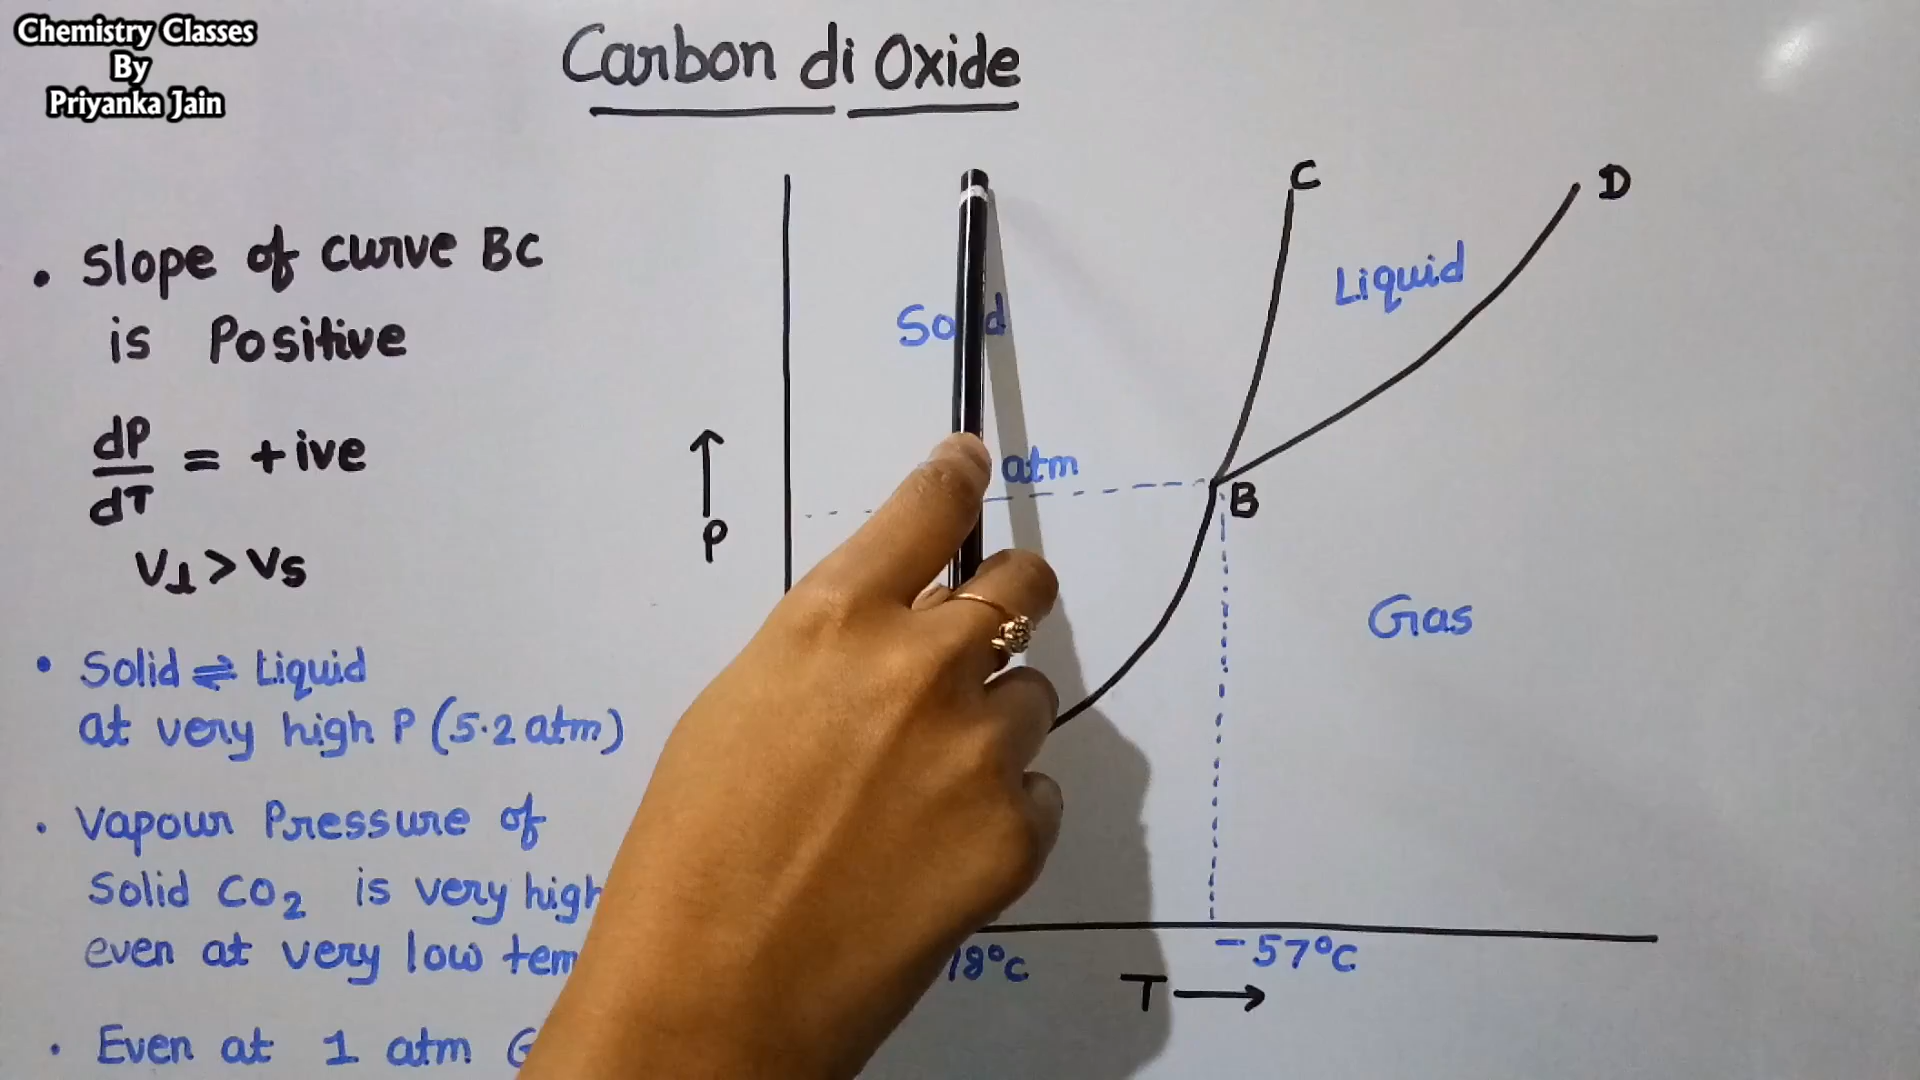 Chemistry Classes
By
Priyanka Jain
Carbon di Oxide
• Slope of curve BC
is Positive
dP/dT = +ive
Vl > Vs
• Solid ⇌ Liquid
at very high P (5.2 atm)
• Vapour Pressure of
Solid CO2 is very high
even at very low
• Even at 1 atm
C
D
Liquid
atm
B
↑
P
Gas
-57°C
T →